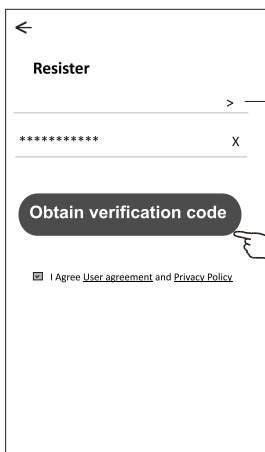 Resister
>
*********** X
Obtain verification code
I Agree User agreement and Privacy Policy